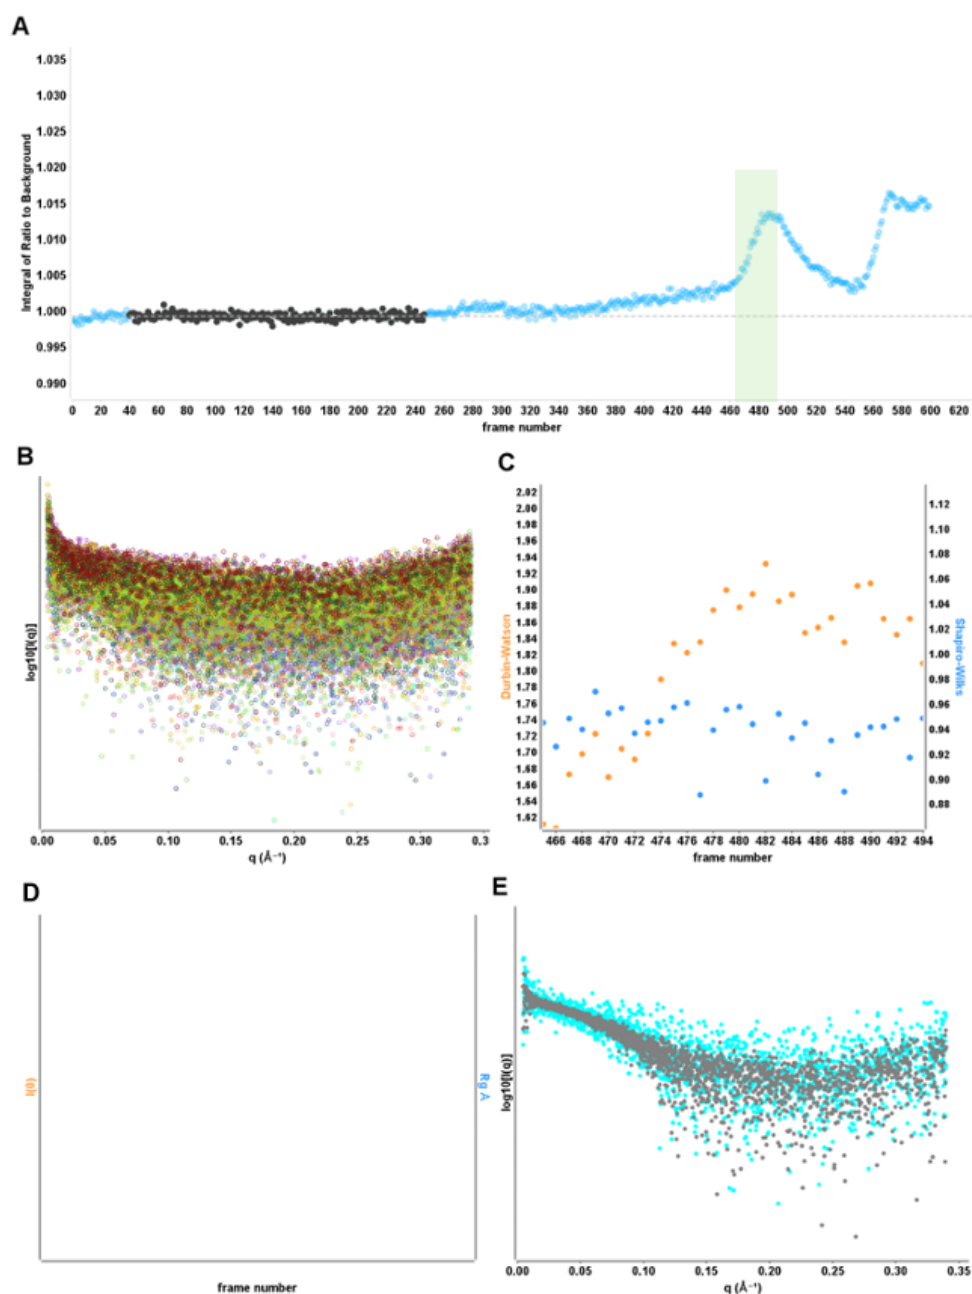 A
1.035
1.030
1.025
1.020
1.015
1.010
1.005
1.000
0.995
0.990
Integral of Ratio to Background
0 20 40 60 80 100 120 140 160 180 200 220 240 260 280 300 320 340 360 380 400 420 440 460 480 500 520 540 560 580 600 620
frame number
B
log10[I(q)]
0.00 0.05 0.10 0.15 0.20 0.25 0.30 0.3
q (Å⁻¹)
C
2.02
2.00
1.98
1.96
1.94
1.92
1.90
1.88
1.86
1.84
1.82
1.80
1.78
1.76
1.74
1.72
1.70
1.68
1.66
1.64
1.62
Durbin-Watson
1.12
1.10
1.08
1.06
1.04
1.02
1.00
0.98
0.96
0.94
0.92
0.90
0.88
Shapiro-Wilks
466 468 470 472 474 476 478 480 482 484 486 488 490 492 494
frame number
D
I(0)
Rg Å
frame number
E
log10[I(q)]
0.00 0.05 0.10 0.15 0.20 0.25 0.30 0.35
q (Å⁻¹)